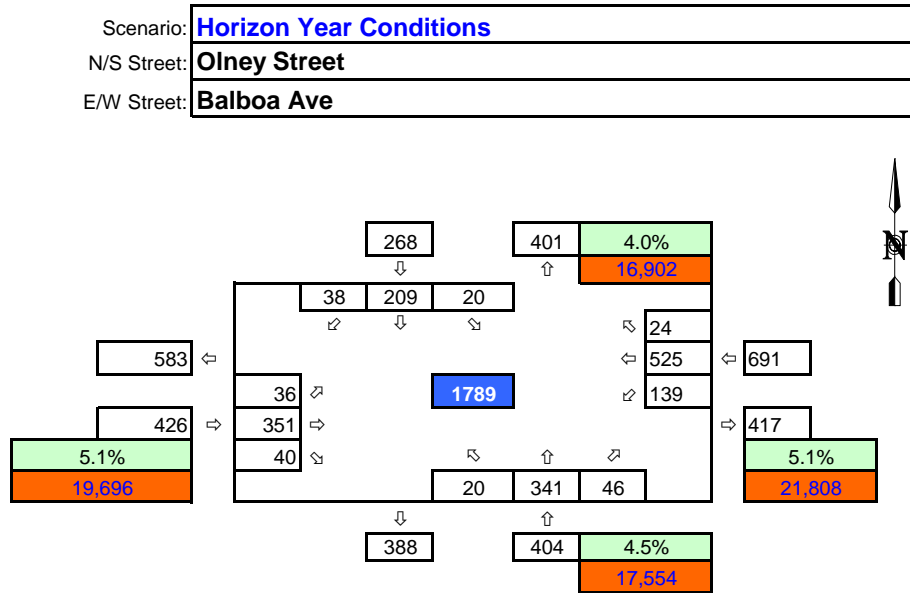 Scenario: Horizon Year Conditions
N/S Street: Olney Street
E/W Street: Balboa Ave
N
268 401 4.0%
⇩ ⇧ 16,902
38 209 20
⬃ ⇩ ⬂
⬁ 24
583 ⇦ ⇦ 525 ⇦ 691
36 ⬀ 1789 ⬃ 139
426 ⇨ 351 ⇨ ⇨ 417
5.1% 40 ⬂ ⬁ ⇧ ⬀ 5.1%
19,696 20 341 46 21,808
⇩ ⇧
388 404 4.5%
17,554